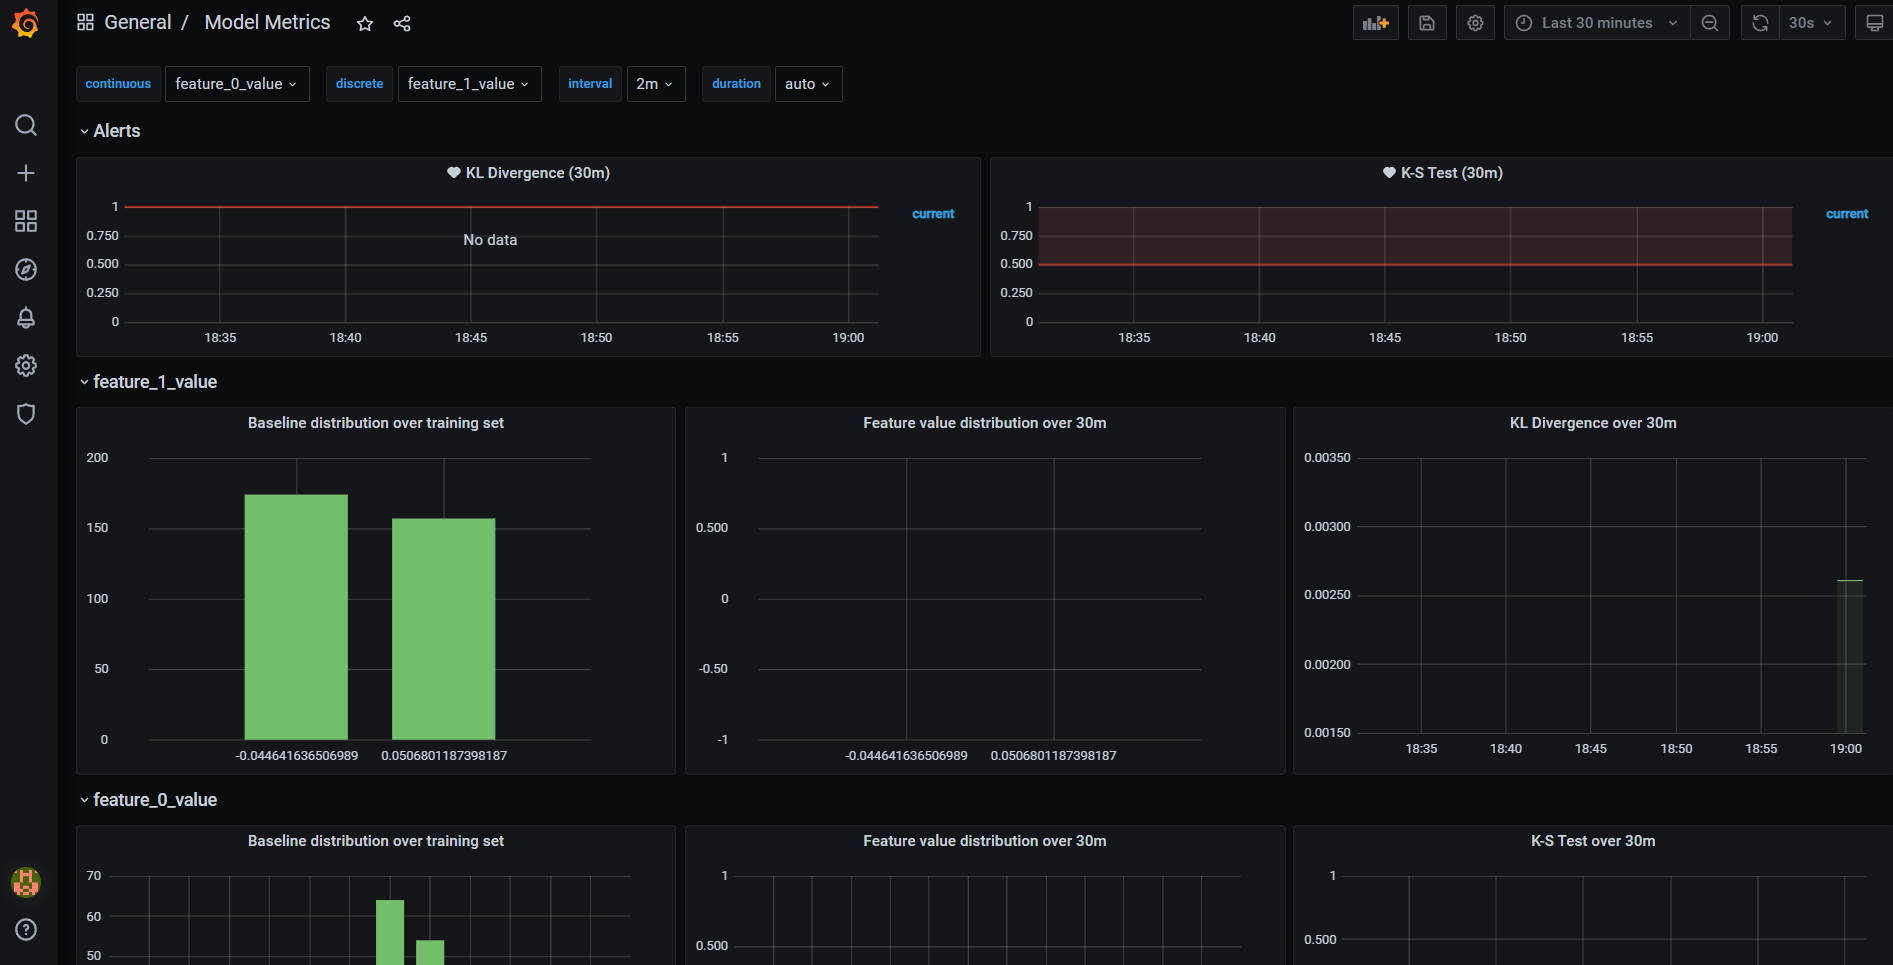 General / Model Metrics
Last 30 minutes
30s
continuous feature_0_value discrete feature_1_value interval 2m duration auto
Alerts
KL Divergence (30m)
1
0.750
0.500
0.250
0
No data
18:35 18:40 18:45 18:50 18:55 19:00
current
K-S Test (30m)
1
0.750
0.500
0.250
0
18:35 18:40 18:45 18:50 18:55 19:00
current
feature_1_value
Baseline distribution over training set
200
150
100
50
0
-0.044641636506989 0.0506801187398187
Feature value distribution over 30m
1
0.500
0
-0.50
-1
-0.044641636506989 0.0506801187398187
KL Divergence over 30m
0.00350
0.00300
0.00250
0.00200
0.00150
18:35 18:40 18:45 18:50 18:55 19:00
feature_0_value
Baseline distribution over training set
70
60
50
Feature value distribution over 30m
1
0.500
K-S Test over 30m
1
0.500